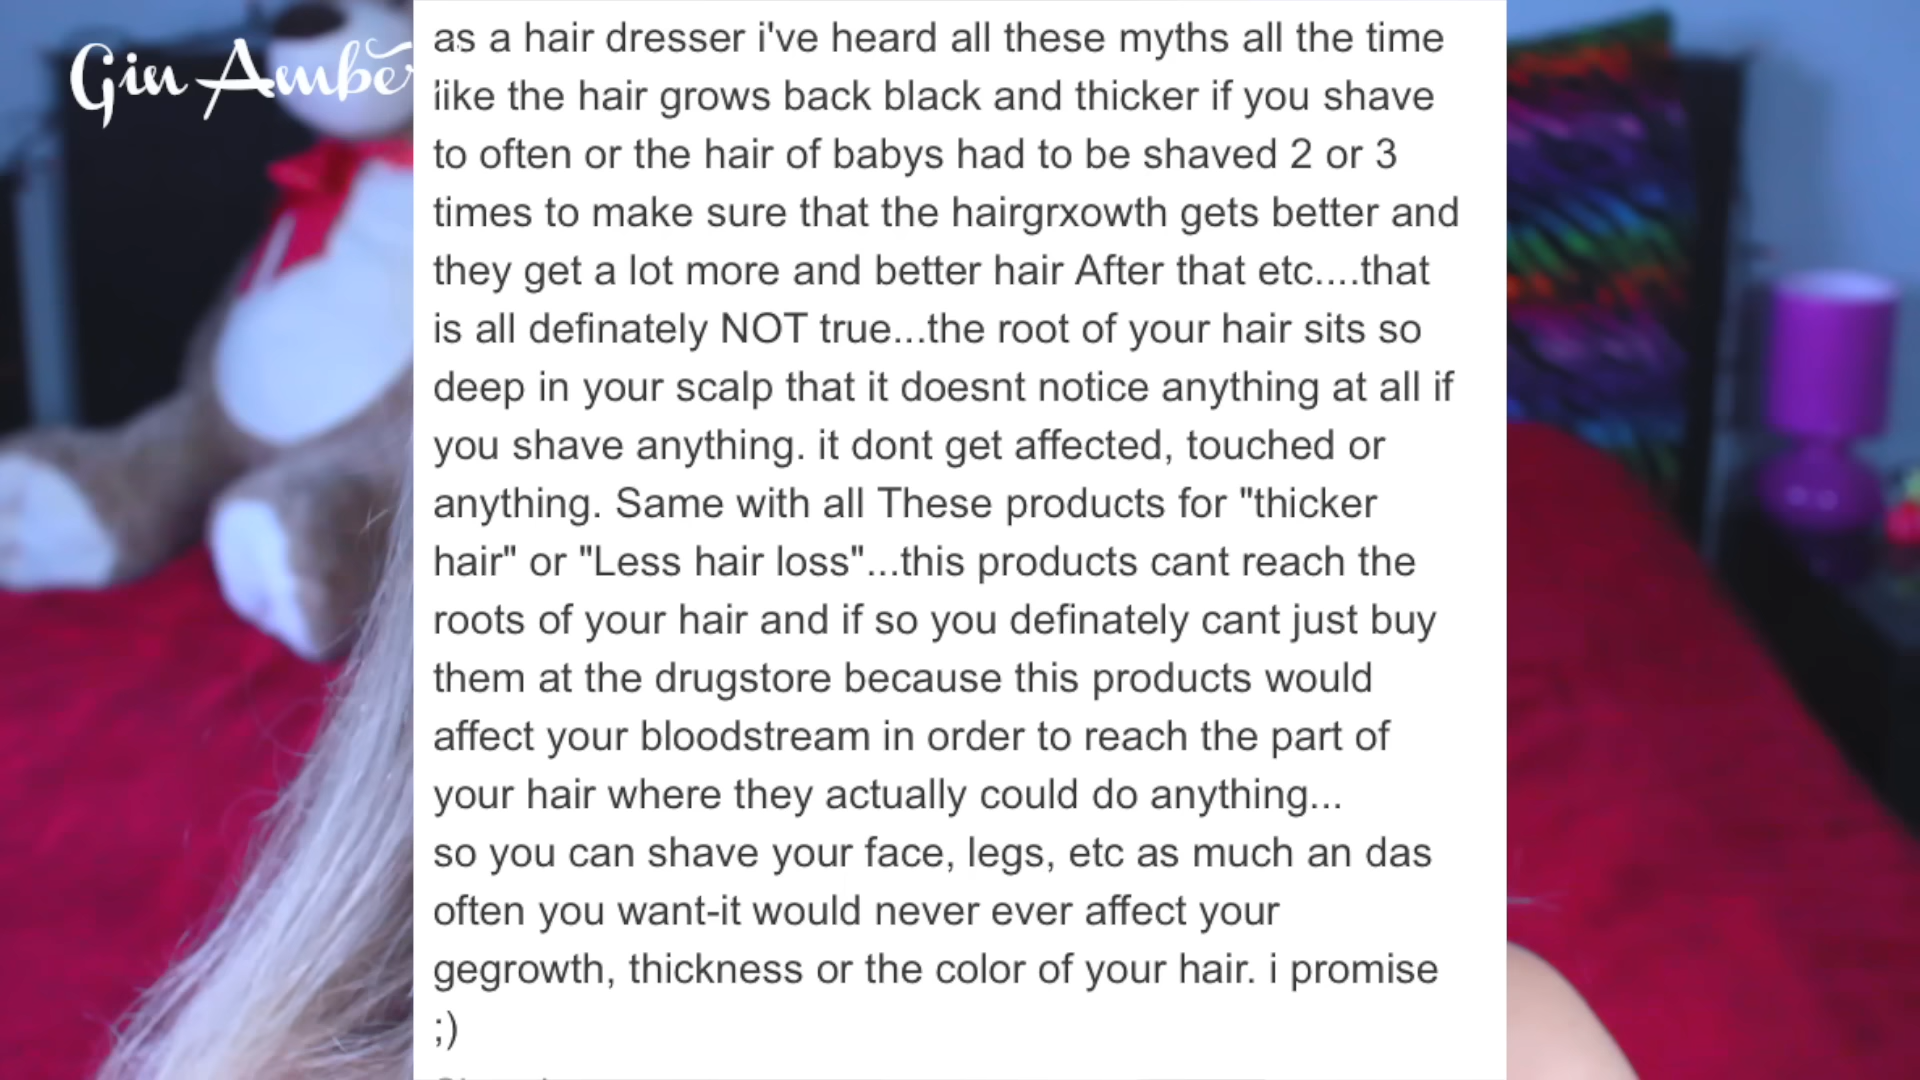 Gin Amber
as a hair dresser i've heard all these myths all the time
like the hair grows back black and thicker if you shave
to often or the hair of babys had to be shaved 2 or 3
times to make sure that the hairgrxowth gets better and
they get a lot more and better hair After that etc....that
is all definately NOT true...the root of your hair sits so
deep in your scalp that it doesnt notice anything at all if
you shave anything. it dont get affected, touched or
anything. Same with all These products for "thicker
hair" or "Less hair loss"...this products cant reach the
roots of your hair and if so you definately cant just buy
them at the drugstore because this products would
affect your bloodstream in order to reach the part of
your hair where they actually could do anything...
so you can shave your face, legs, etc as much an das
often you want-it would never ever affect your
gegrowth, thickness or the color of your hair. i promise
;)